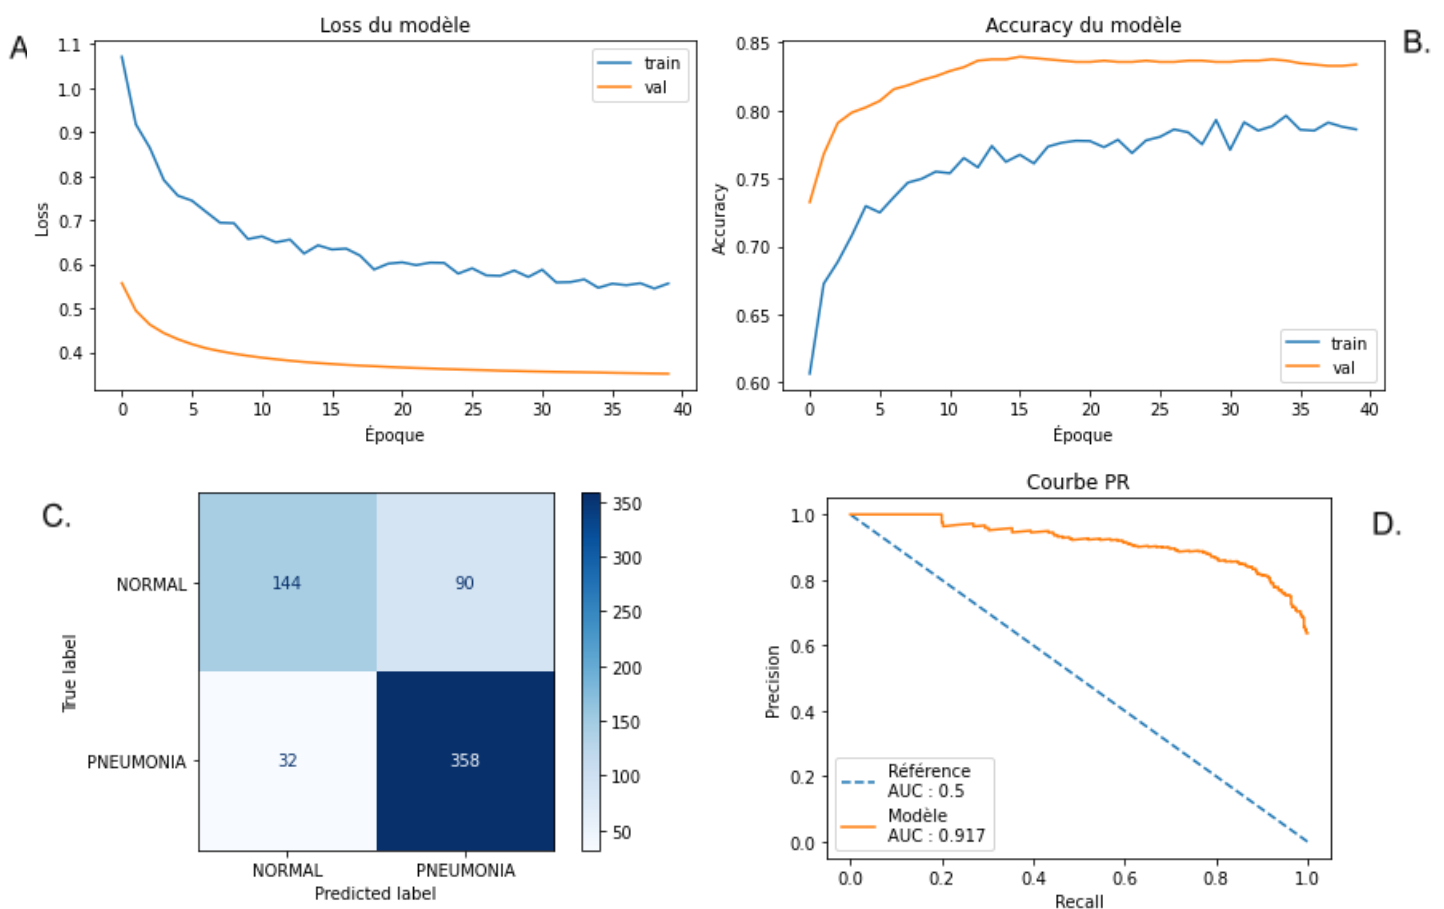 A
Loss du modèle
1.1
1.0
0.9
0.8
0.7
0.6
0.5
0.4
Loss
train
val
0 5 10 15 20 25 30 35 40
Époque
B.
Accuracy du modèle
0.85
0.80
0.75
0.70
0.65
0.60
Accuracy
train
val
0 5 10 15 20 25 30 35 40
Époque
C.
NORMAL
PNEUMONIA
True label
144 90
32 358
NORMAL PNEUMONIA
Predicted label
350
300
250
200
150
100
50
D.
Courbe PR
1.0
0.8
0.6
0.4
0.2
0.0
Precision
Référence
AUC : 0.5
Modèle
AUC : 0.917
0.0 0.2 0.4 0.6 0.8 1.0
Recall